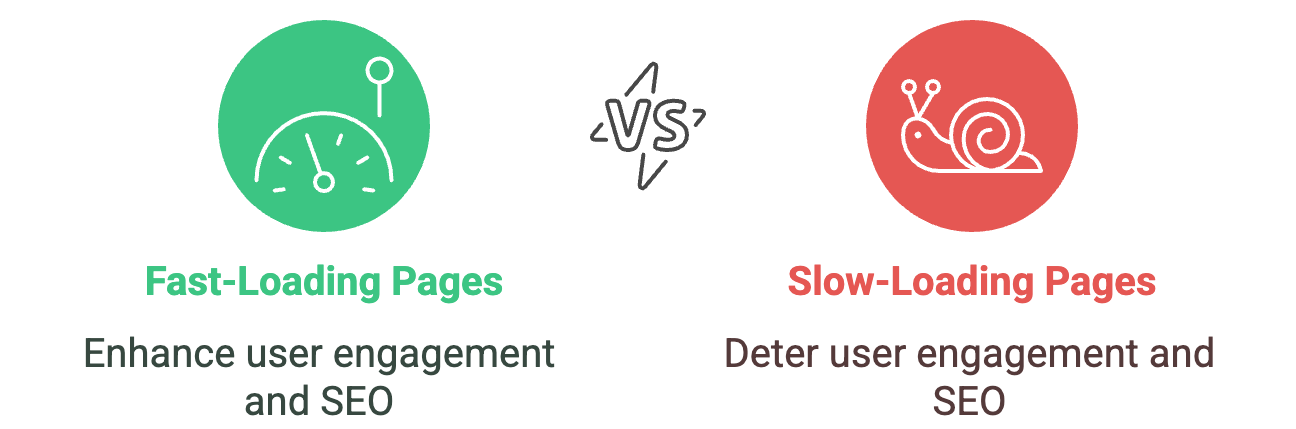 VS
Fast-Loading Pages
Enhance user engagement
and SEO
Slow-Loading Pages
Deter user engagement and
SEO